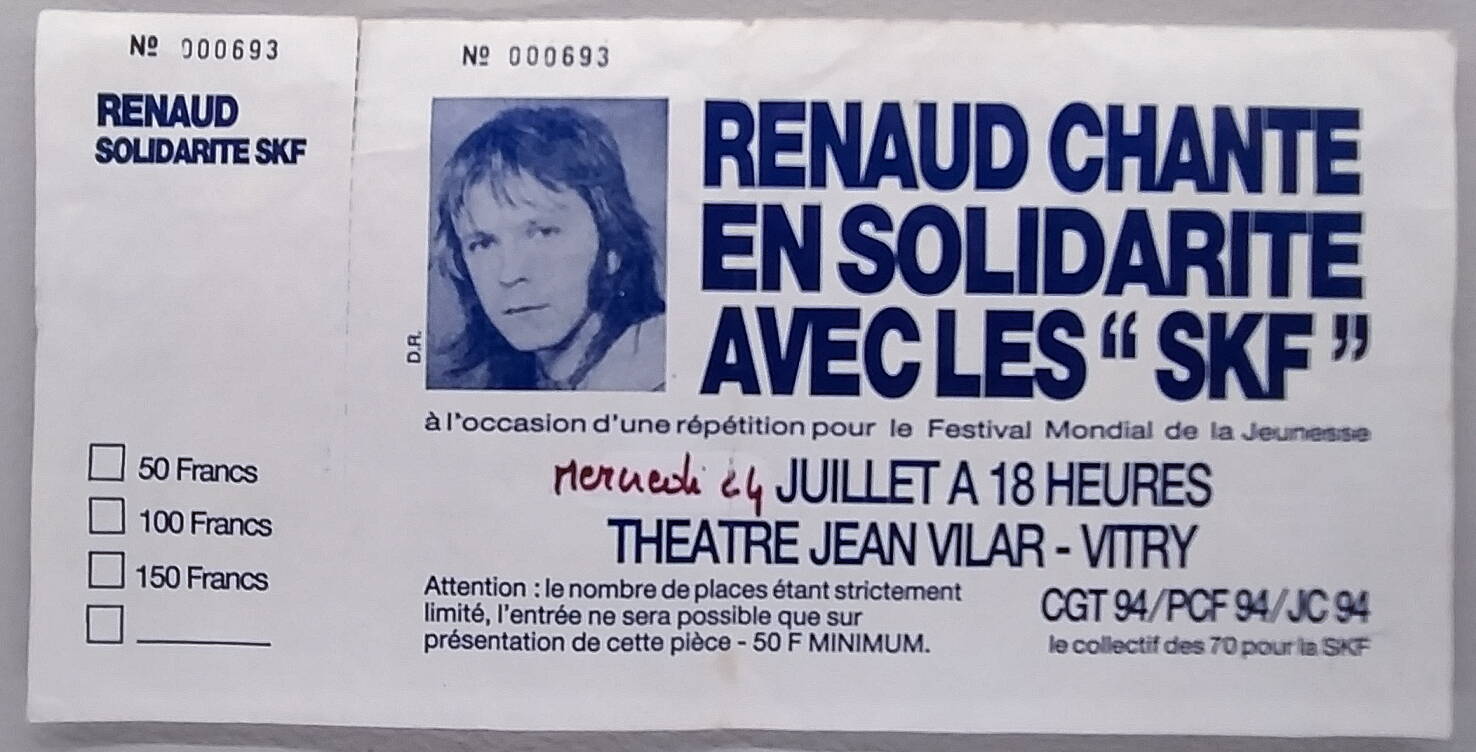 Nº 000693
RENAUD
SOLIDARITE SKF
50 Francs
100 Francs
150 Francs
Nº 000693
D.R.
RENAUD CHANTE
EN SOLIDARITE
AVEC LES “ SKF ”
à l'occasion d'une répétition pour le Festival Mondial de la Jeunesse
Mercredi 24 JUILLET A 18 HEURES
THEATRE JEAN VILAR - VITRY
Attention : le nombre de places étant strictement
limité, l'entrée ne sera possible que sur
présentation de cette pièce - 50 F MINIMUM.
CGT 94/PCF 94/JC 94
le collectif des 70 pour la SKF